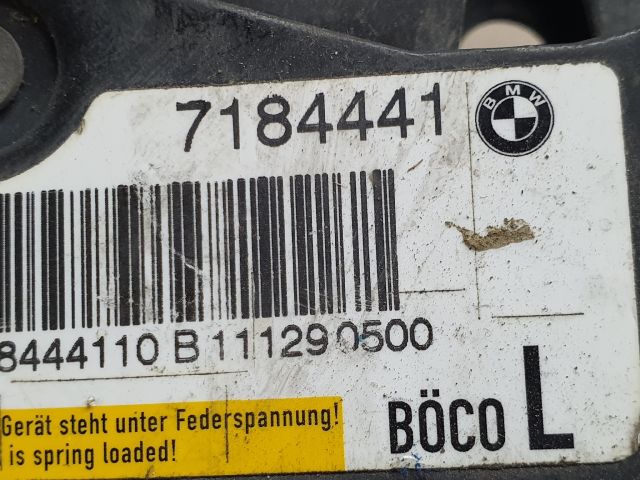 7184441
BMW
8444110 B 111290500
Gerät steht unter Federspannung!
is spring loaded!
BÖCO L